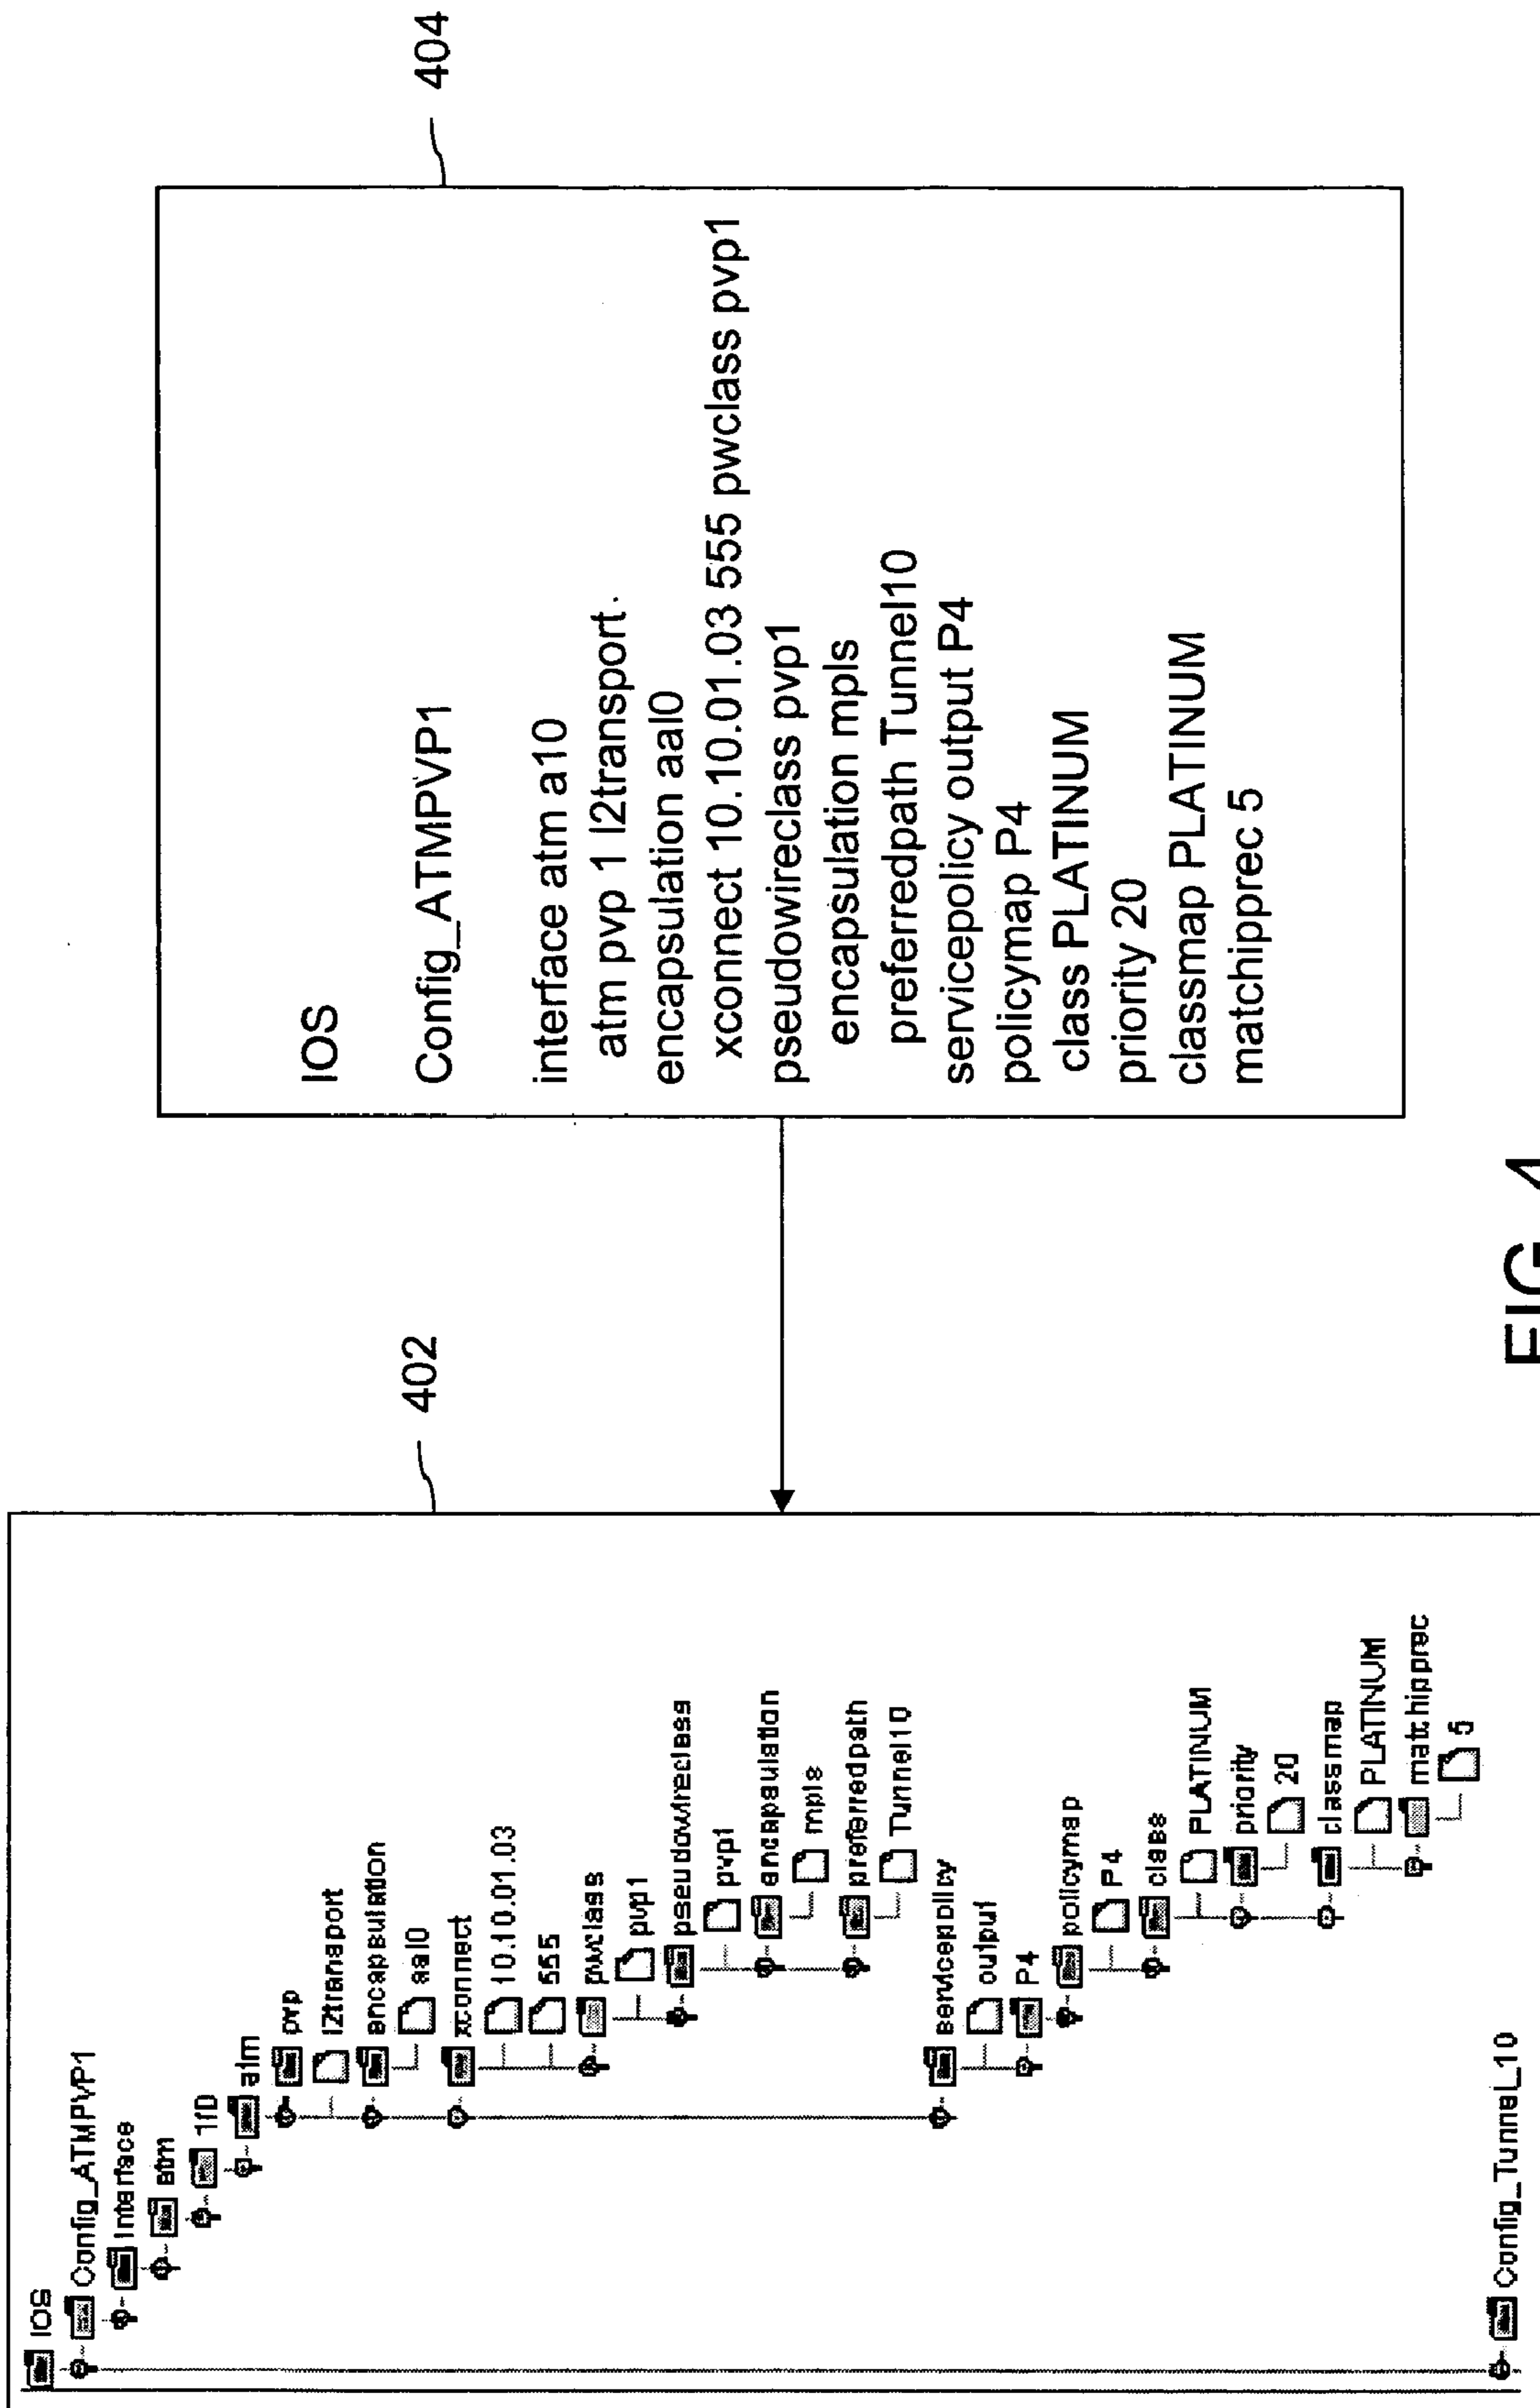 IOS
Config_ATMPVP1
Interface
atm
atm
pvp
l2transport
encapsulation
aal0
xconnect
10.10.01.03
555
pwclass
pvp1
pseudowireclass
pvp1
encapsulation
mpls
preferredpath
Tunnel10
servicepolicy
output
P4
policymap
P4
class
PLATINUM
priority
20
classmap
PLATINUM
matchipprec
5
Config_Tunnel_10
402
IOS
Config_ATMPVP1
interface atm a10
atm pvp 1 l2transport
encapsulation aal0
xconnect 10.10.01.03 555 pwclass pvp1
pseudowireclass pvp1
encapsulation mpls
preferredpath Tunnel10
servicepolicy output P4
policymap P4
class PLATINUM
priority 20
classmap PLATINUM
matchipprec 5
404
FIG. 4